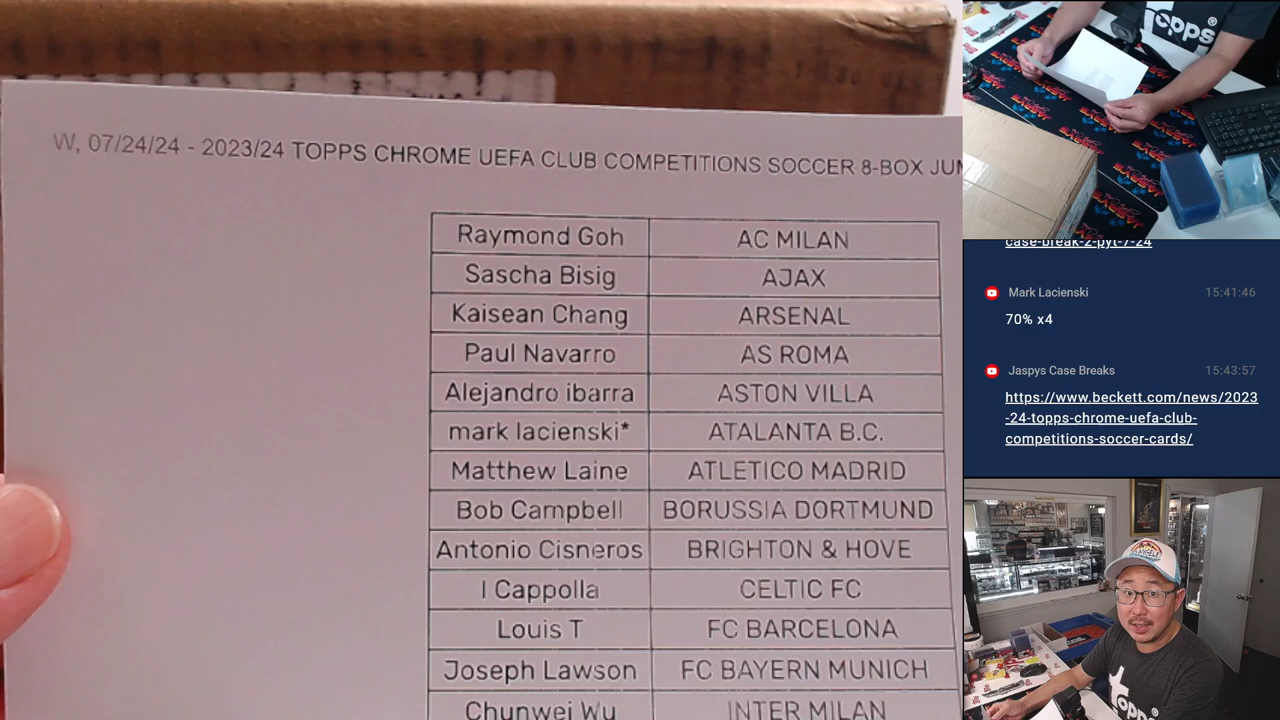 W, 07/24/24 - 2023/24 TOPPS CHROME UEFA CLUB COMPETITIONS SOCCER 8-BOX JUM
Raymond Goh AC MILAN
Sascha Bisig AJAX
Kaisean Chang ARSENAL
Paul Navarro AS ROMA
Alejandro ibarra ASTON VILLA
mark lacienski* ATALANTA B.C.
Matthew Laine ATLETICO MADRID
Bob Campbell BORUSSIA DORTMUND
Antonio Cisneros BRIGHTON & HOVE
I Cappolla CELTIC FC
Louis T FC BARCELONA
Joseph Lawson FC BAYERN MUNICH
Chunwei Wu INTER MILAN
topps®
case-break-2-pyt-7-24
Mark Lacienski 15:41:46
70% x4
Jaspys Case Breaks 15:43:57
https://www.beckett.com/news/2023
-24-topps-chrome-uefa-club-
competitions-soccer-cards/
topps